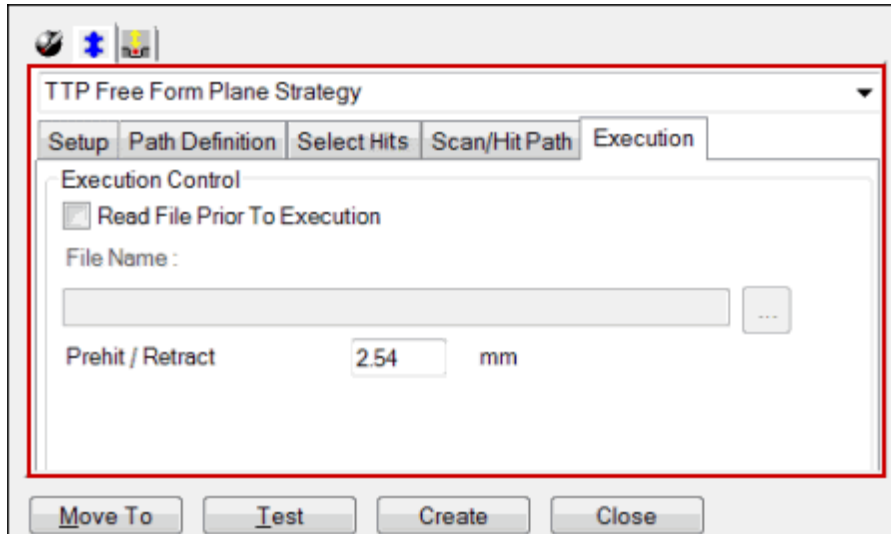 TTP Free Form Plane Strategy
Setup Path Definition Select Hits Scan/Hit Path Execution
Execution Control
Read File Prior To Execution
File Name :
...
Prehit / Retract 2.54 mm
Move To Test Create Close